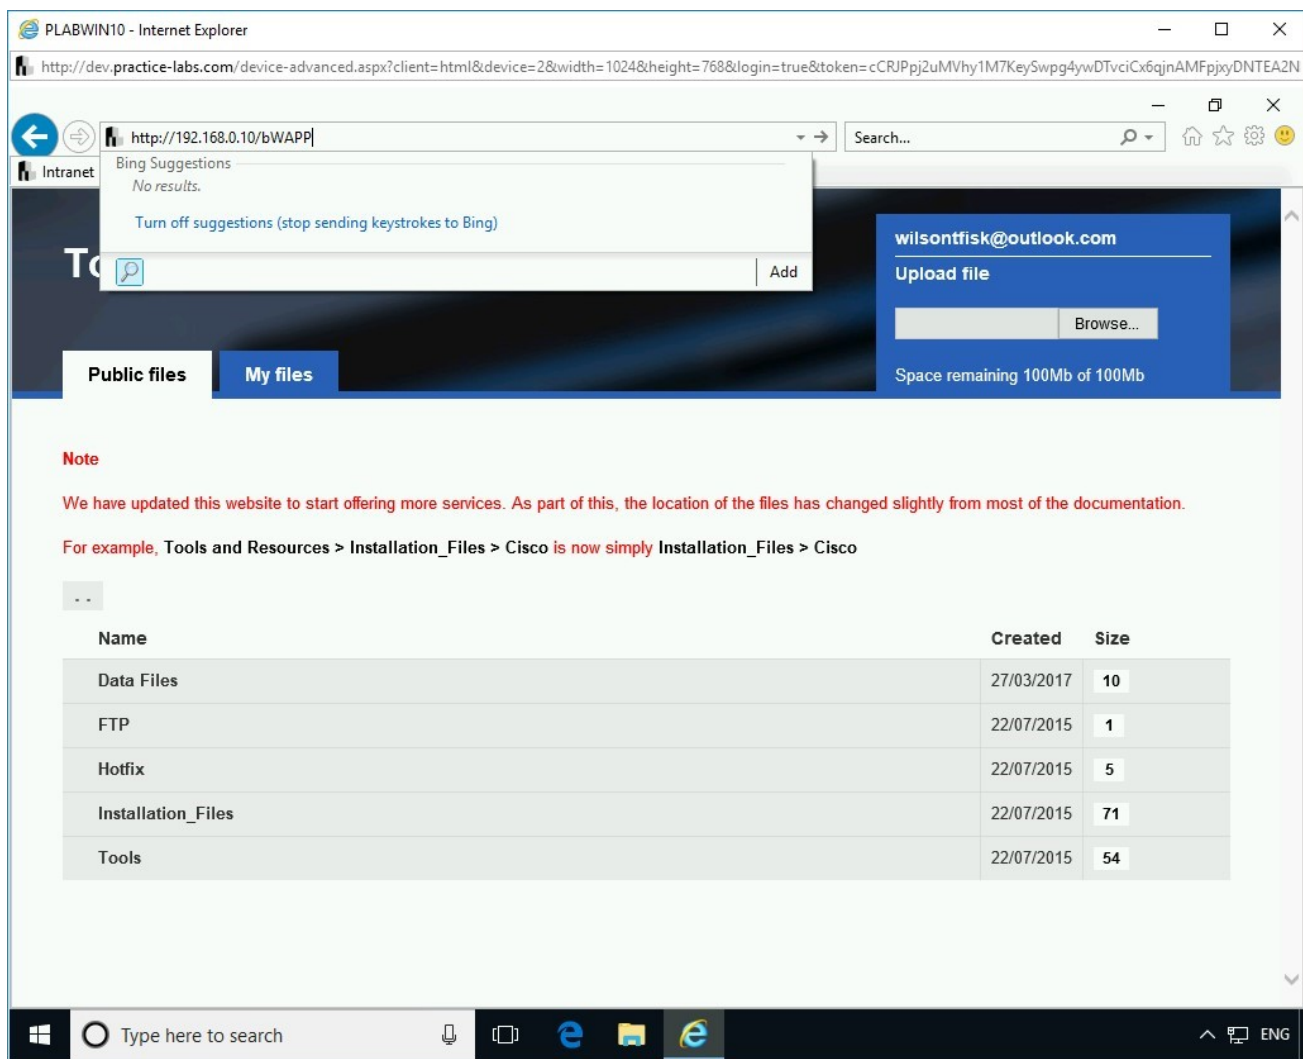 PLABWIN10 - Internet Explorer
http://dev.practice-labs.com/device-advanced.aspx?client=html&device=2&width=1024&height=768&login=true&token=cCRJPpj2uMVhy1M7KeySwpg4ywDTvciCx6qjnAMFpjxyDNTEA2N
http://192.168.0.10/bWAPP
Search...
Intranet
Bing Suggestions
No results.
Turn off suggestions (stop sending keystrokes to Bing)
Add
To
wilsontfisk@outlook.com
Upload file
Browse...
Space remaining 100Mb of 100Mb
Public files My files
Note
We have updated this website to start offering more services. As part of this, the location of the files has changed slightly from most of the documentation.
For example, Tools and Resources > Installation_Files > Cisco is now simply Installation_Files > Cisco
. .
Name Created Size
Data Files 27/03/2017 10
FTP 22/07/2015 1
Hotfix 22/07/2015 5
Installation_Files 22/07/2015 71
Tools 22/07/2015 54
Type here to search
ENG